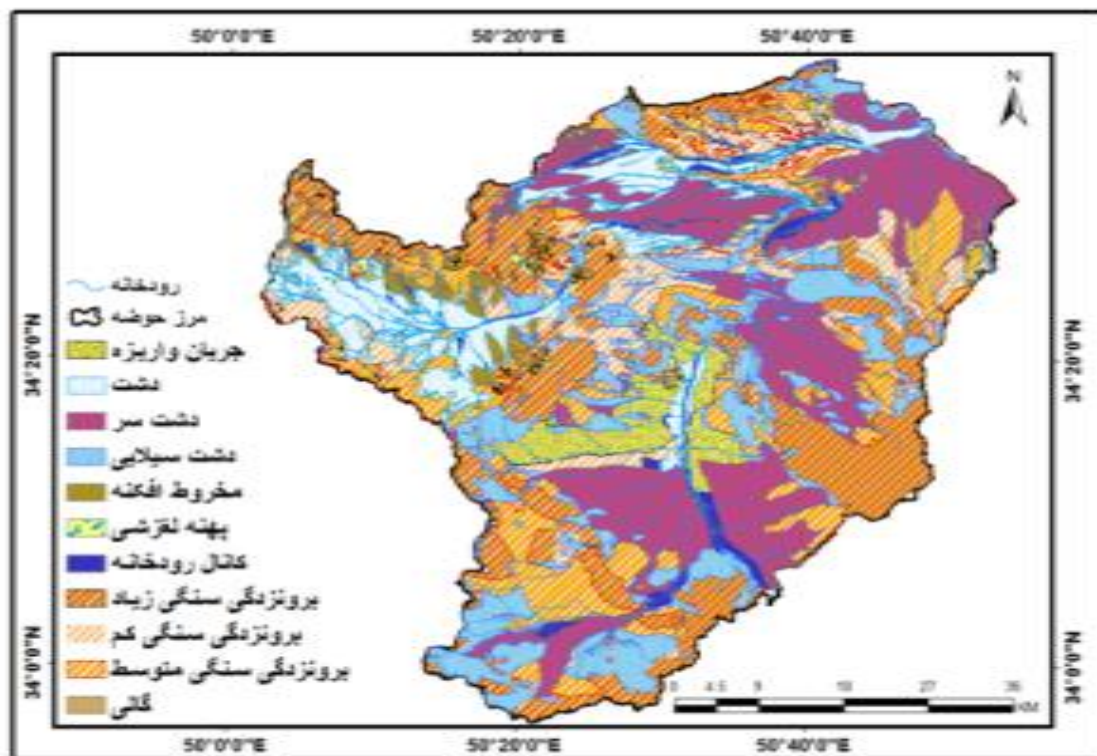 50°0'0"E 50°20'0"E 50°40'0"E
N
34°20'0"N 34°20'0"N
34°0'0"N 34°0'0"N
رودخانه
مرز حوضه
جریان واریزه
دشت
دشت سر
دشت سیلابی
مخروط افکنه
پهنه لغزشی
کانال رودخانه
برونزدگی سنگی زیاد
برونزدگی سنگی کم
برونزدگی سنگی متوسط
گالی
0 4.5 9 18 27 36
KM
50°0'0"E 50°20'0"E 50°40'0"E